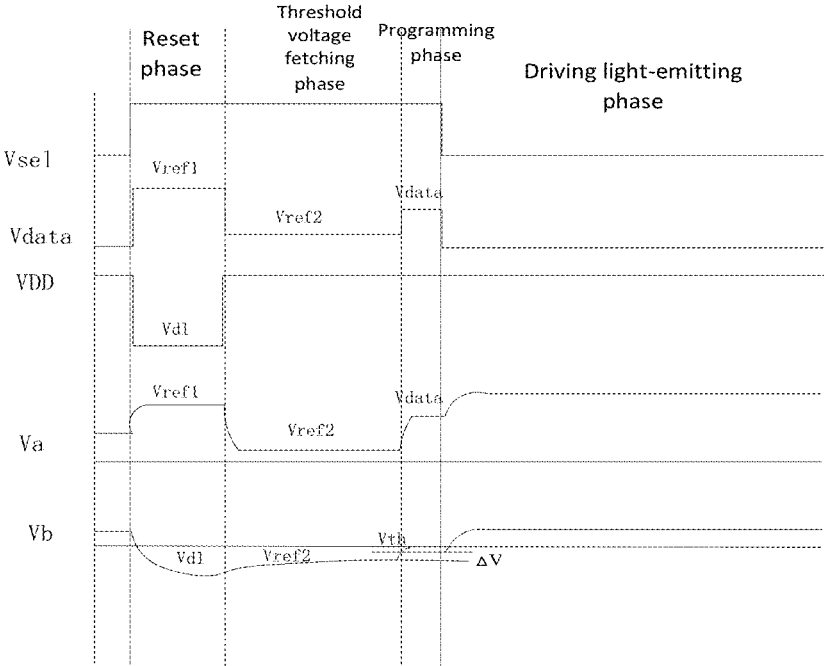 Reset
phase
Threshold
voltage
fetching
phase
Programming
phase
Driving light-emitting
phase
Vsel
Vref1
Vdata
Vref2
Vdata
VDD
Vdl
Vref1
Vdata
Va
Vref2
Vb
Vth
Vdl
Vref2
ΔV